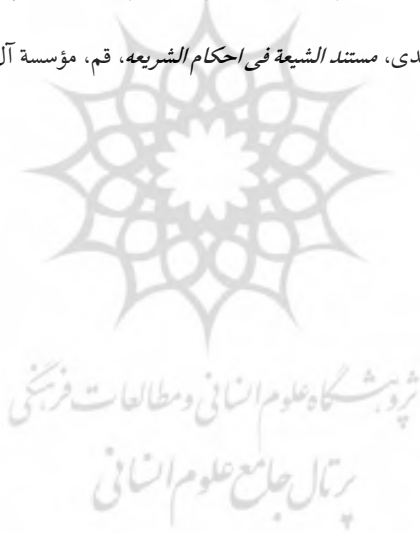 دی، مستند الشیعة فی احکام الشریعه، قم، مؤسسة آل
پژوهشگاه علوم انسانی و مطالعات فرهنگی
پرتال جامع علوم انسانی